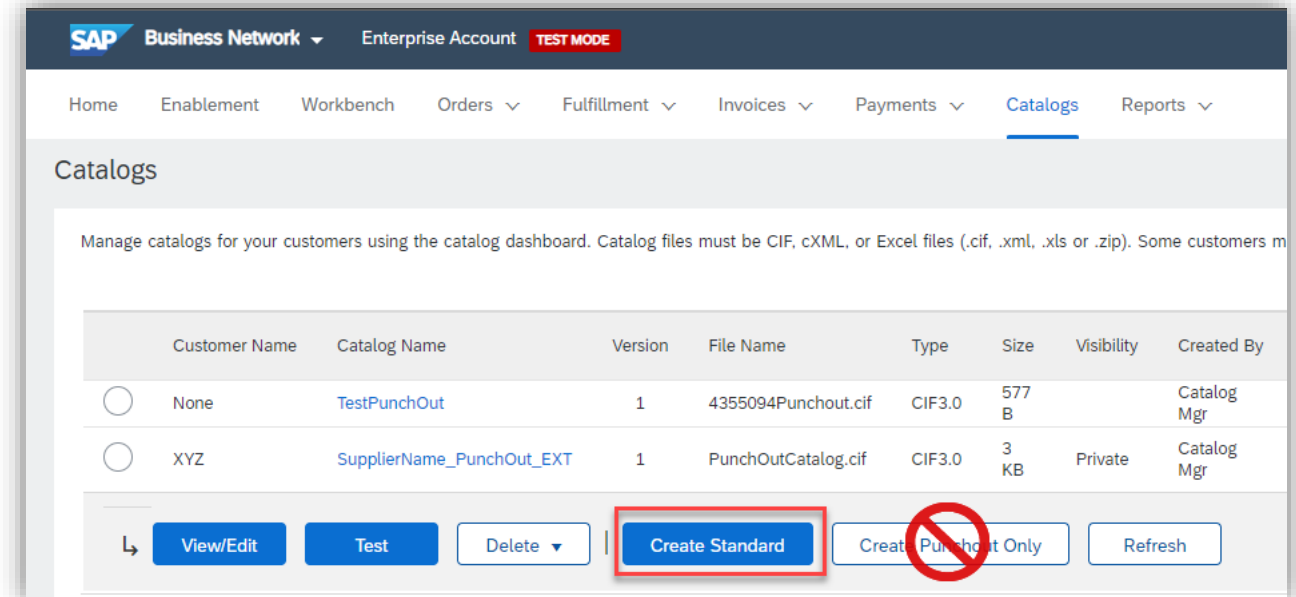 SAP Business Network Enterprise Account TEST MODE
Home Enablement Workbench Orders Fulfillment Invoices Payments Catalogs Reports
Catalogs
Manage catalogs for your customers using the catalog dashboard. Catalog files must be CIF, cXML, or Excel files (.cif, .xml, .xls or .zip). Some customers m
Customer Name Catalog Name Version File Name Type Size Visibility Created By
None TestPunchOut 1 4355094Punchout.cif CIF3.0 577 B Catalog Mgr
XYZ SupplierName_PunchOut_EXT 1 PunchOutCatalog.cif CIF3.0 3 KB Private Catalog Mgr
View/Edit Test Delete | Create Standard Create Punchout Only Refresh